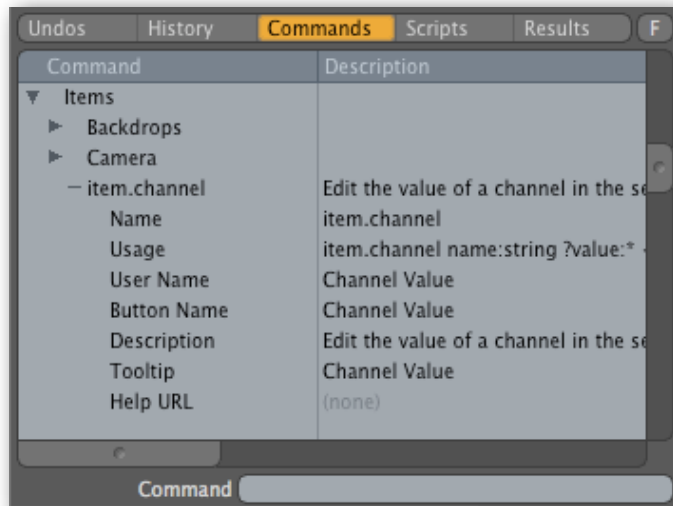 Undos History Commands Scripts Results F
Command Description
Items
Backdrops
Camera
item.channel Edit the value of a channel in the
Name item.channel
Usage item.channel name:string ?value:*
User Name Channel Value
Button Name Channel Value
Description Edit the value of a channel in the
Tooltip Channel Value
Help URL (none)
Command